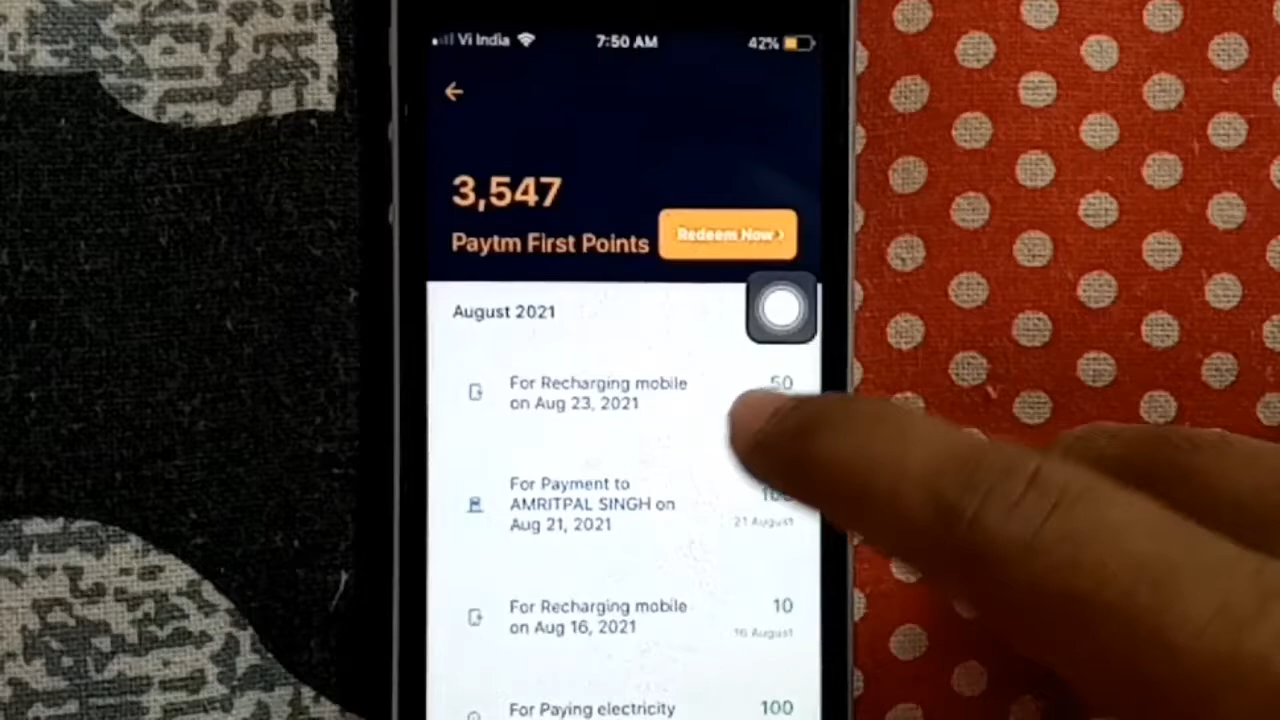 Vi India 7:50 AM 42%
3,547
Paytm First Points
Redeem Now ›
August 2021
For Recharging mobile
on Aug 23, 2021
50
For Payment to
AMRITPAL SINGH on
Aug 21, 2021
21 August
For Recharging mobile
on Aug 16, 2021
10
16 August
For Paying electricity
100